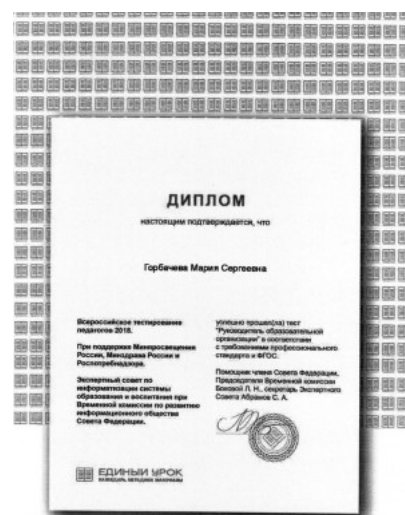 ДИПЛОМ
настоящим подтверждается, что
Горбачева Мария Сергеевна
Всероссийское тестирование
педагогов 2018.
При поддержке Минпросвещения
России, Минздрава России и
Роспотребнадзора.
Экспертный совет по
информатизации системы
образования и воспитания при
Временной комиссии по развитию
информационного общества
Совета Федерации.
успешно прошел(ла) тест
"Руководитель образовательной
организации" в соответствии
с требованиями профессионального
стандарта и ФГОС.
Помощник члена Совета Федерации,
Председателя Временной комиссии
Боковой Л. Н., секретарь Экспертного
Совета Абрамов С. А.
ЕДИНЫЙ УРОК
КАЛЕНДАРЬ, МЕТОДИКИ, МАТЕРИАЛЫ